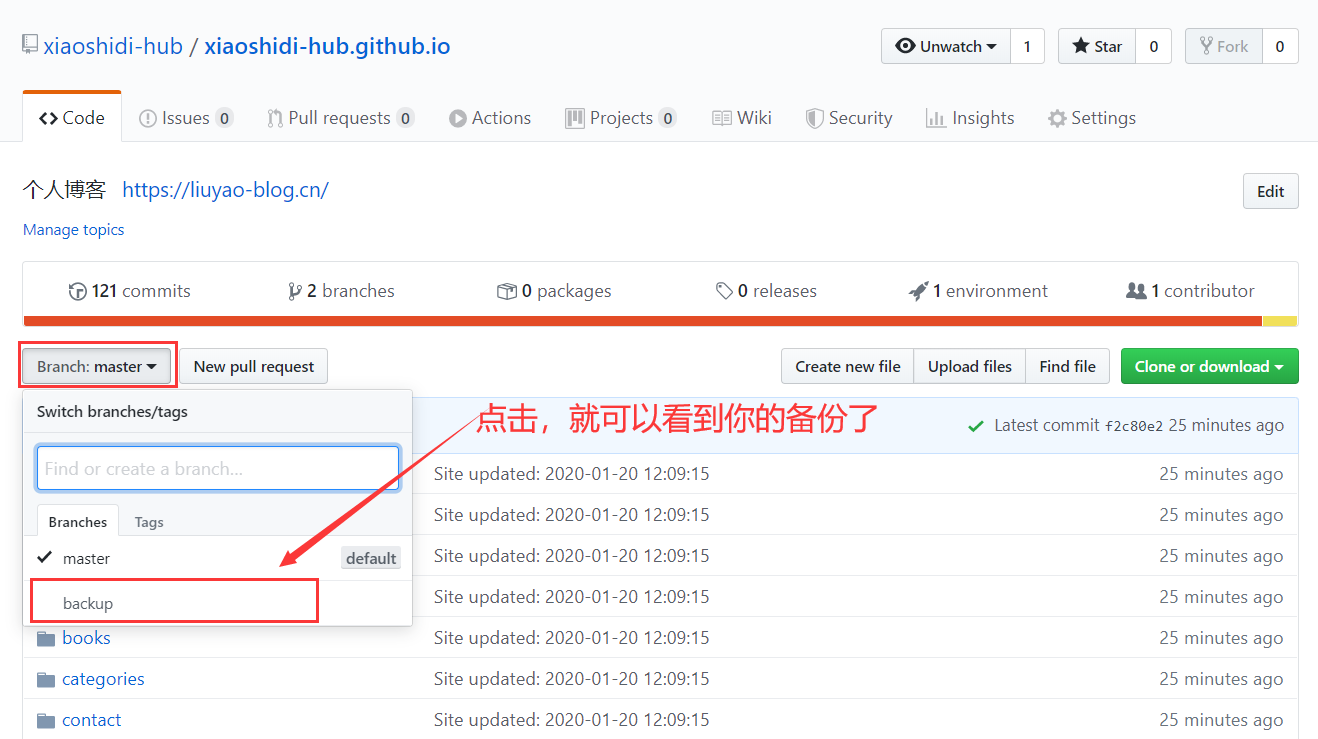 xiaoshidi-hub / xiaoshidi-hub.github.io
Unwatch 1 Star 0 Fork 0
Code Issues 0 Pull requests 0 Actions Projects 0 Wiki Security Insights Settings
个人博客 https://liuyao-blog.cn/ Edit
Manage topics
121 commits 2 branches 0 packages 0 releases 1 environment 1 contributor
Branch: master New pull request Create new file Upload files Find file Clone or download
Switch branches/tags
点击，就可以看到你的备份了
Latest commit f2c80e2 25 minutes ago
Find or create a branch...
Site updated: 2020-01-20 12:09:15 25 minutes ago
Branches Tags
Site updated: 2020-01-20 12:09:15 25 minutes ago
master default
Site updated: 2020-01-20 12:09:15 25 minutes ago
backup
Site updated: 2020-01-20 12:09:15 25 minutes ago
books Site updated: 2020-01-20 12:09:15 25 minutes ago
categories Site updated: 2020-01-20 12:09:15 25 minutes ago
contact Site updated: 2020-01-20 12:09:15 25 minutes ago